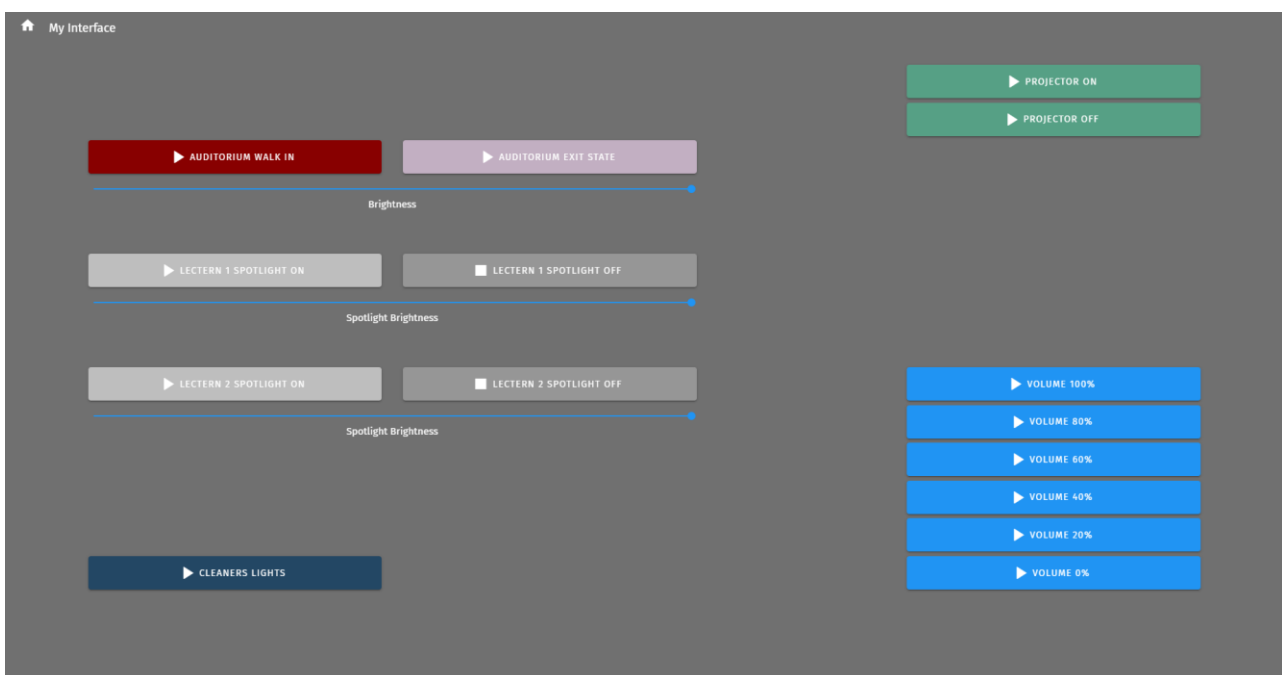 My Interface
PROJECTOR ON
PROJECTOR OFF
AUDITORIUM WALK IN
AUDITORIUM EXIT STATE
Brightness
LECTERN 1 SPOTLIGHT ON
LECTERN 1 SPOTLIGHT OFF
Spotlight Brightness
LECTERN 2 SPOTLIGHT ON
LECTERN 2 SPOTLIGHT OFF
Spotlight Brightness
VOLUME 100%
VOLUME 80%
VOLUME 60%
VOLUME 40%
VOLUME 20%
CLEANERS LIGHTS
VOLUME 0%